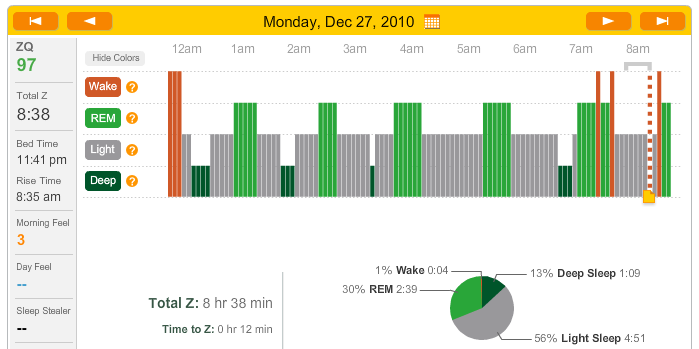 Monday, Dec 27, 2010
ZQ
97
Total Z
8:38
Bed Time
11:41 pm
Rise Time
8:35 am
Morning Feel
3
Day Feel
--
Sleep Stealer
--
12am 1am 2am 3am 4am 5am 6am 7am 8am
Hide Colors
Wake ?
REM ?
Light ?
Deep ?
1% Wake 0:04
13% Deep Sleep 1:09
30% REM 2:39
56% Light Sleep 4:51
Total Z: 8 hr 38 min
Time to Z: 0 hr 12 min